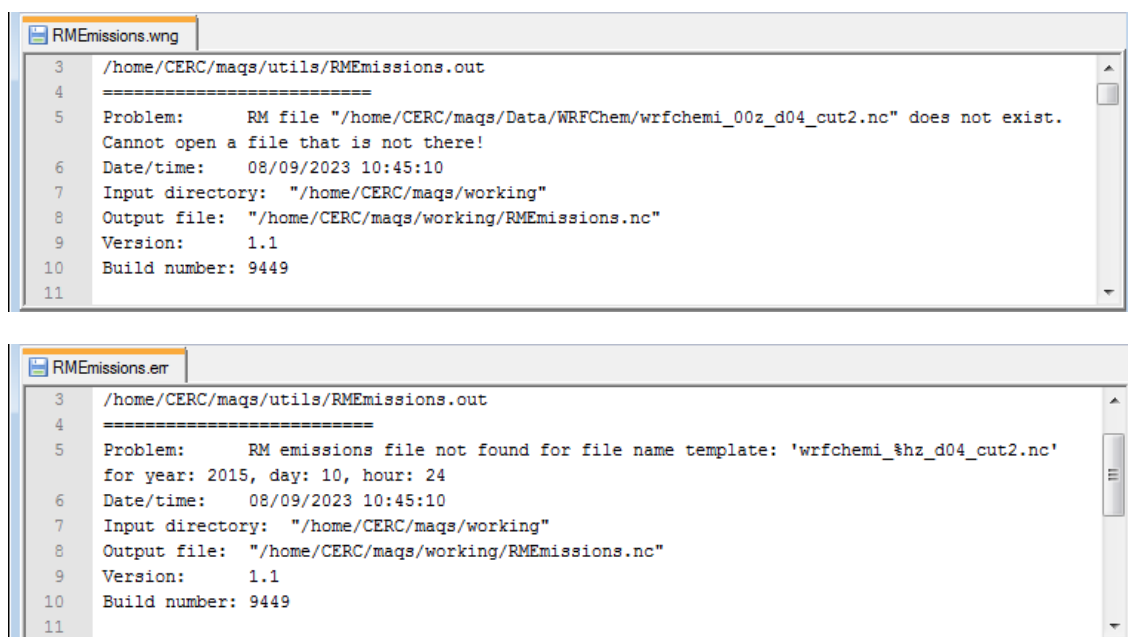 RMEmissions.wng
3 /home/CERC/maqs/utils/RMEmissions.out
4 ==========================
5 Problem: RM file "/home/CERC/maqs/Data/WRFChem/wrfchemi_00z_d04_cut2.nc" does not exist.
Cannot open a file that is not there!
6 Date/time: 08/09/2023 10:45:10
7 Input directory: "/home/CERC/maqs/working"
8 Output file: "/home/CERC/maqs/working/RMEmissions.nc"
9 Version: 1.1
10 Build number: 9449
11
RMEmissions.err
3 /home/CERC/maqs/utils/RMEmissions.out
4 ==========================
5 Problem: RM emissions file not found for file name template: 'wrfchemi_%hz_d04_cut2.nc'
for year: 2015, day: 10, hour: 24
6 Date/time: 08/09/2023 10:45:10
7 Input directory: "/home/CERC/maqs/working"
8 Output file: "/home/CERC/maqs/working/RMEmissions.nc"
9 Version: 1.1
10 Build number: 9449
11